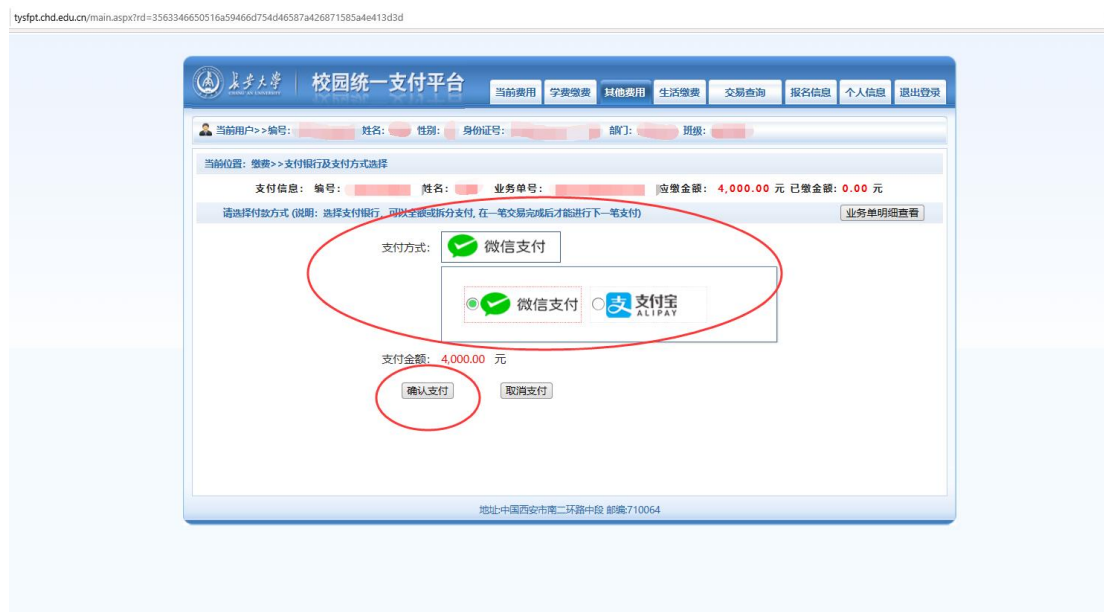 tysfpt.chd.edu.cn/main.aspx?rd=3563346650516a59466d754d46587a426871585a4e413d3d
长安大学 校园统一支付平台 当前费用 学费缴费 其他费用 生活缴费 交易查询 报名信息 个人信息 退出登录
当前用户>>编号: 姓名: 性别: 身份证号: 部门: 班级:
当前位置: 缴费>>支付银行及支付方式选择
支付信息: 编号: 姓名: 业务单号: 应缴金额: 4,000.00 元 已缴金额: 0.00 元
请选择付款方式 (说明: 选择支付银行, 可以全额或拆分支付, 在一笔交易完成后才能进行下一笔支付) 业务单明细查看
支付方式: 微信支付
微信支付 支付宝
ALIPAY
支付金额: 4,000.00 元
确认支付 取消支付
地址:中国西安市南二环路中段 邮编:710064